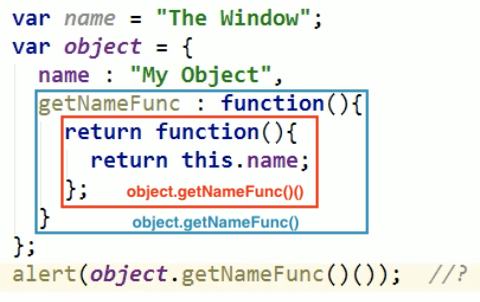 var name = "The Window";
var object = {
  name : "My Object",
  getNameFunc : function(){
    return function(){
      return this.name;
    };   object.getNameFunc()()
  }         object.getNameFunc()
};
alert(object.getNameFunc()());  //?